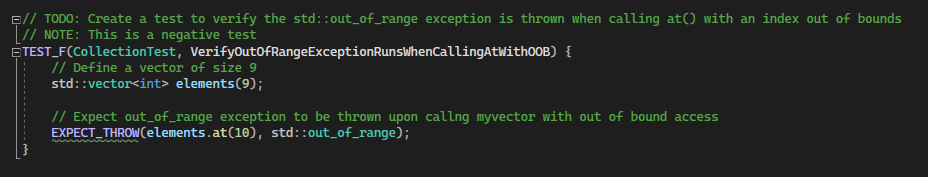 // TODO: Create a test to verify the std::out_of_range exception is thrown when calling at() with an index out of bounds
// NOTE: This is a negative test
TEST_F(CollectionTest, VerifyOutOfRangeExceptionRunsWhenCallingAtWithOOB) {
    // Define a vector of size 9
    std::vector<int> elements(9);

    // Expect out_of_range exception to be thrown upon callng myvector with out of bound access
    EXPECT_THROW(elements.at(10), std::out_of_range);
}